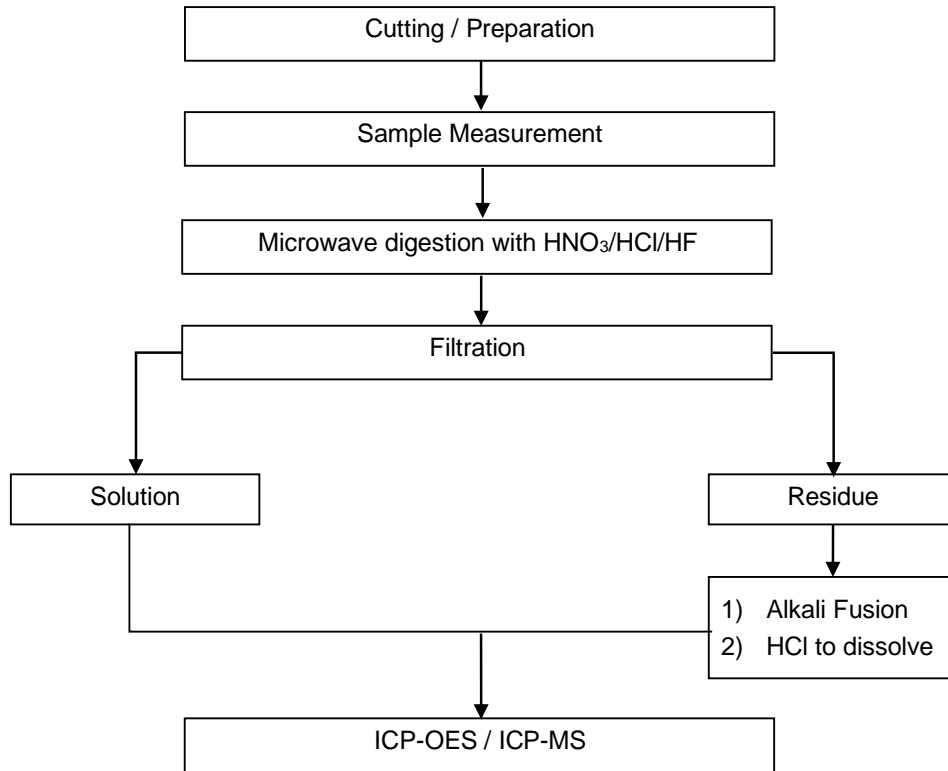 Cutting / Preparation
Sample Measurement
Microwave digestion with HNO₃/HCl/HF
Filtration
Solution
Residue
1) Alkali Fusion
2) HCl to dissolve
ICP-OES / ICP-MS